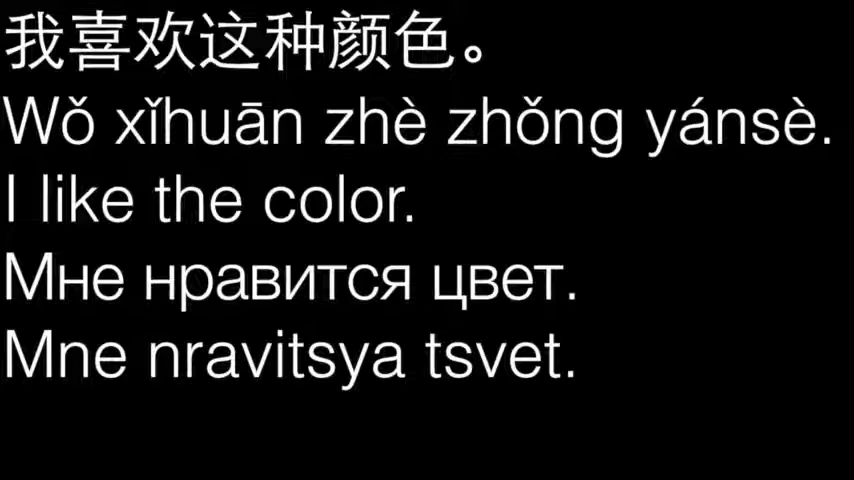 我喜欢这种颜色。
Wǒ xǐhuān zhè zhǒng yánsè.
I like the color.
Мне нравится цвет.
Mne nravitsya tsvet.